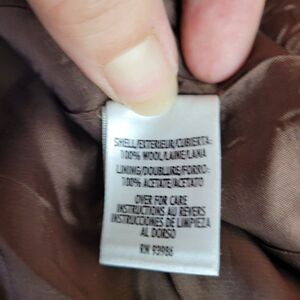 SHELL/EXTERIEUR/CUBIERTA:
100% WOOL/LAINE/LANA
LINING/DOUBLURE/FORRO:
100% ACETATE/ACETATO
OVER FOR CARE
INSTRUCTIONS AU REVERS
INSTRUCCIONES DE LIMPIEZA
AL DORSO
RN 93986